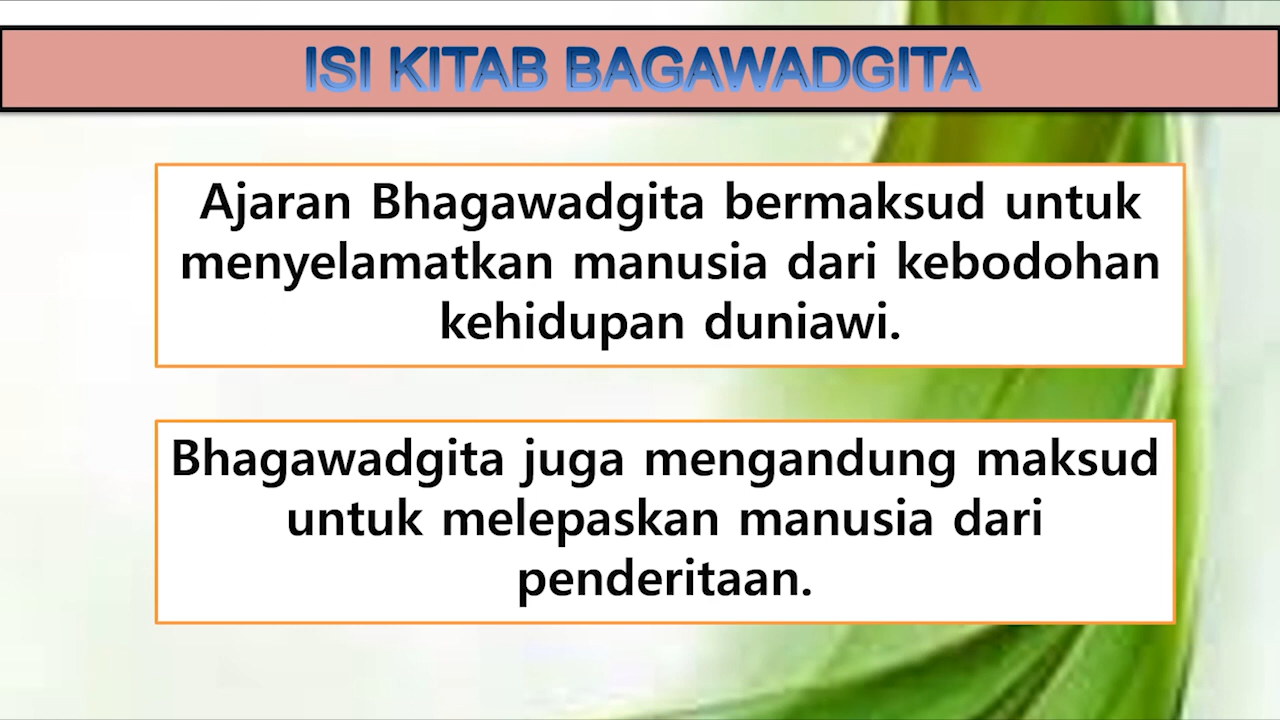 ISI KITAB BAGAWADGITA
Ajaran Bhagawadgita bermaksud untuk
menyelamatkan manusia dari kebodohan
kehidupan duniawi.
Bhagawadgita juga mengandung maksud
untuk melepaskan manusia dari
penderitaan.